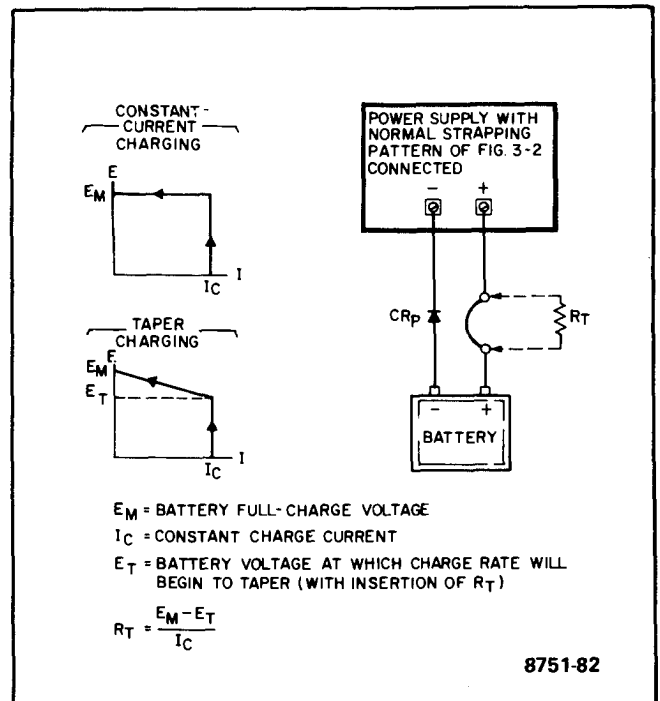 CONSTANT-
CURRENT
CHARGING
E
EM
IC
I
TAPER
CHARGING
E
EM
ET
IC
I
POWER SUPPLY WITH
NORMAL STRAPPING
PATTERN OF FIG. 3-2
CONNECTED
- +
CRP
RT
- +
BATTERY
EM = BATTERY FULL-CHARGE VOLTAGE
IC = CONSTANT CHARGE CURRENT
ET = BATTERY VOLTAGE AT WHICH CHARGE RATE WILL
BEGIN TO TAPER (WITH INSERTION OF RT)
RT = EM-ET
IC
8751-82